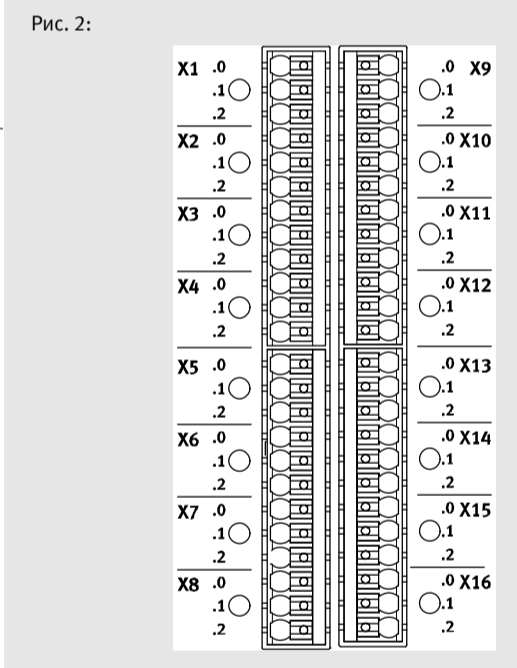 Рис. 2:
X1 .0
.1
.2
X2 .0
.1
.2
X3 .0
.1
.2
X4 .0
.1
.2
X5 .0
.1
.2
X6 .0
.1
.2
X7 .0
.1
.2
X8 .0
.1
.2
.0 X9
.1
.2
.0 X10
.1
.2
.0 X11
.1
.2
.0 X12
.1
.2
.0 X13
.1
.2
.0 X14
.1
.2
.0 X15
.1
.2
.0 X16
.1
.2